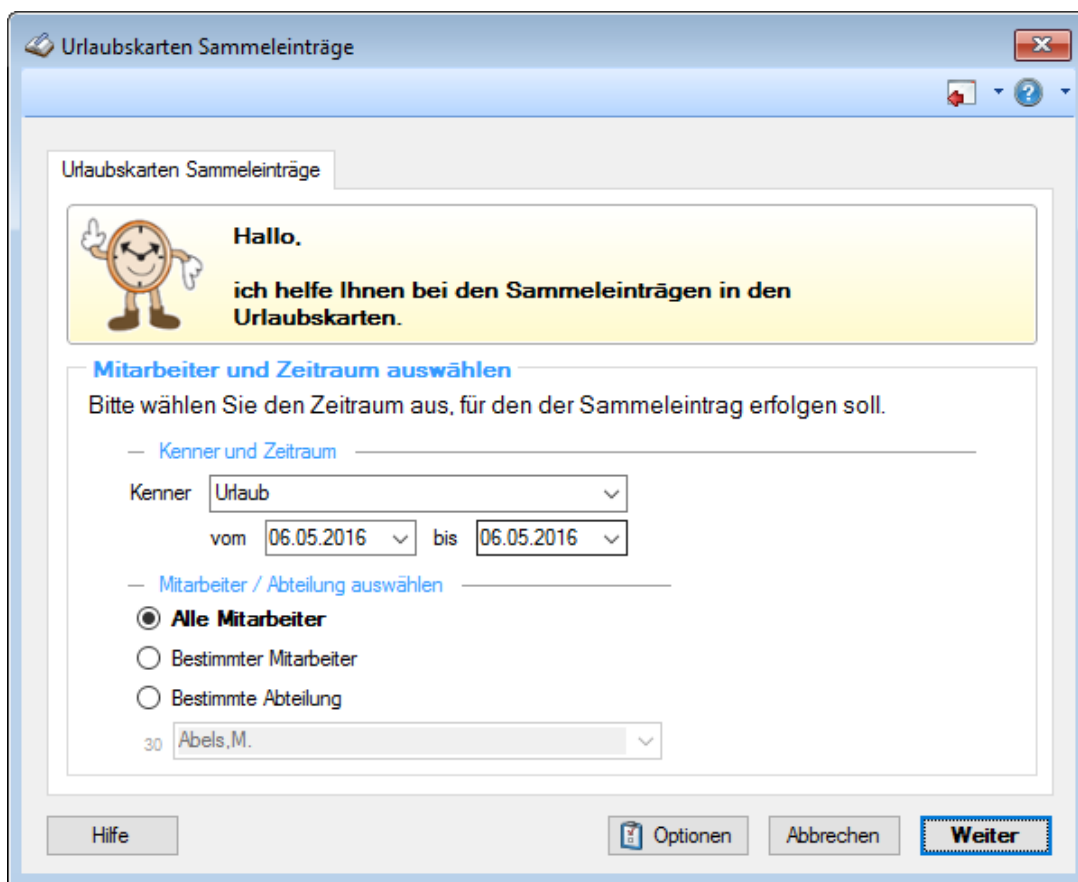 Urlaubskarten Sammeleinträge
Urlaubskarten Sammeleinträge
Hallo,
ich helfe Ihnen bei den Sammeleinträgen in den
Urlaubskarten.
Mitarbeiter und Zeitraum auswählen
Bitte wählen Sie den Zeitraum aus, für den der Sammeleintrag erfolgen soll.
Kenner und Zeitraum
Kenner Urlaub
vom 06.05.2016 bis 06.05.2016
Mitarbeiter / Abteilung auswählen
Alle Mitarbeiter
Bestimmter Mitarbeiter
Bestimmte Abteilung
30 Abels,M.
Hilfe Optionen Abbrechen Weiter